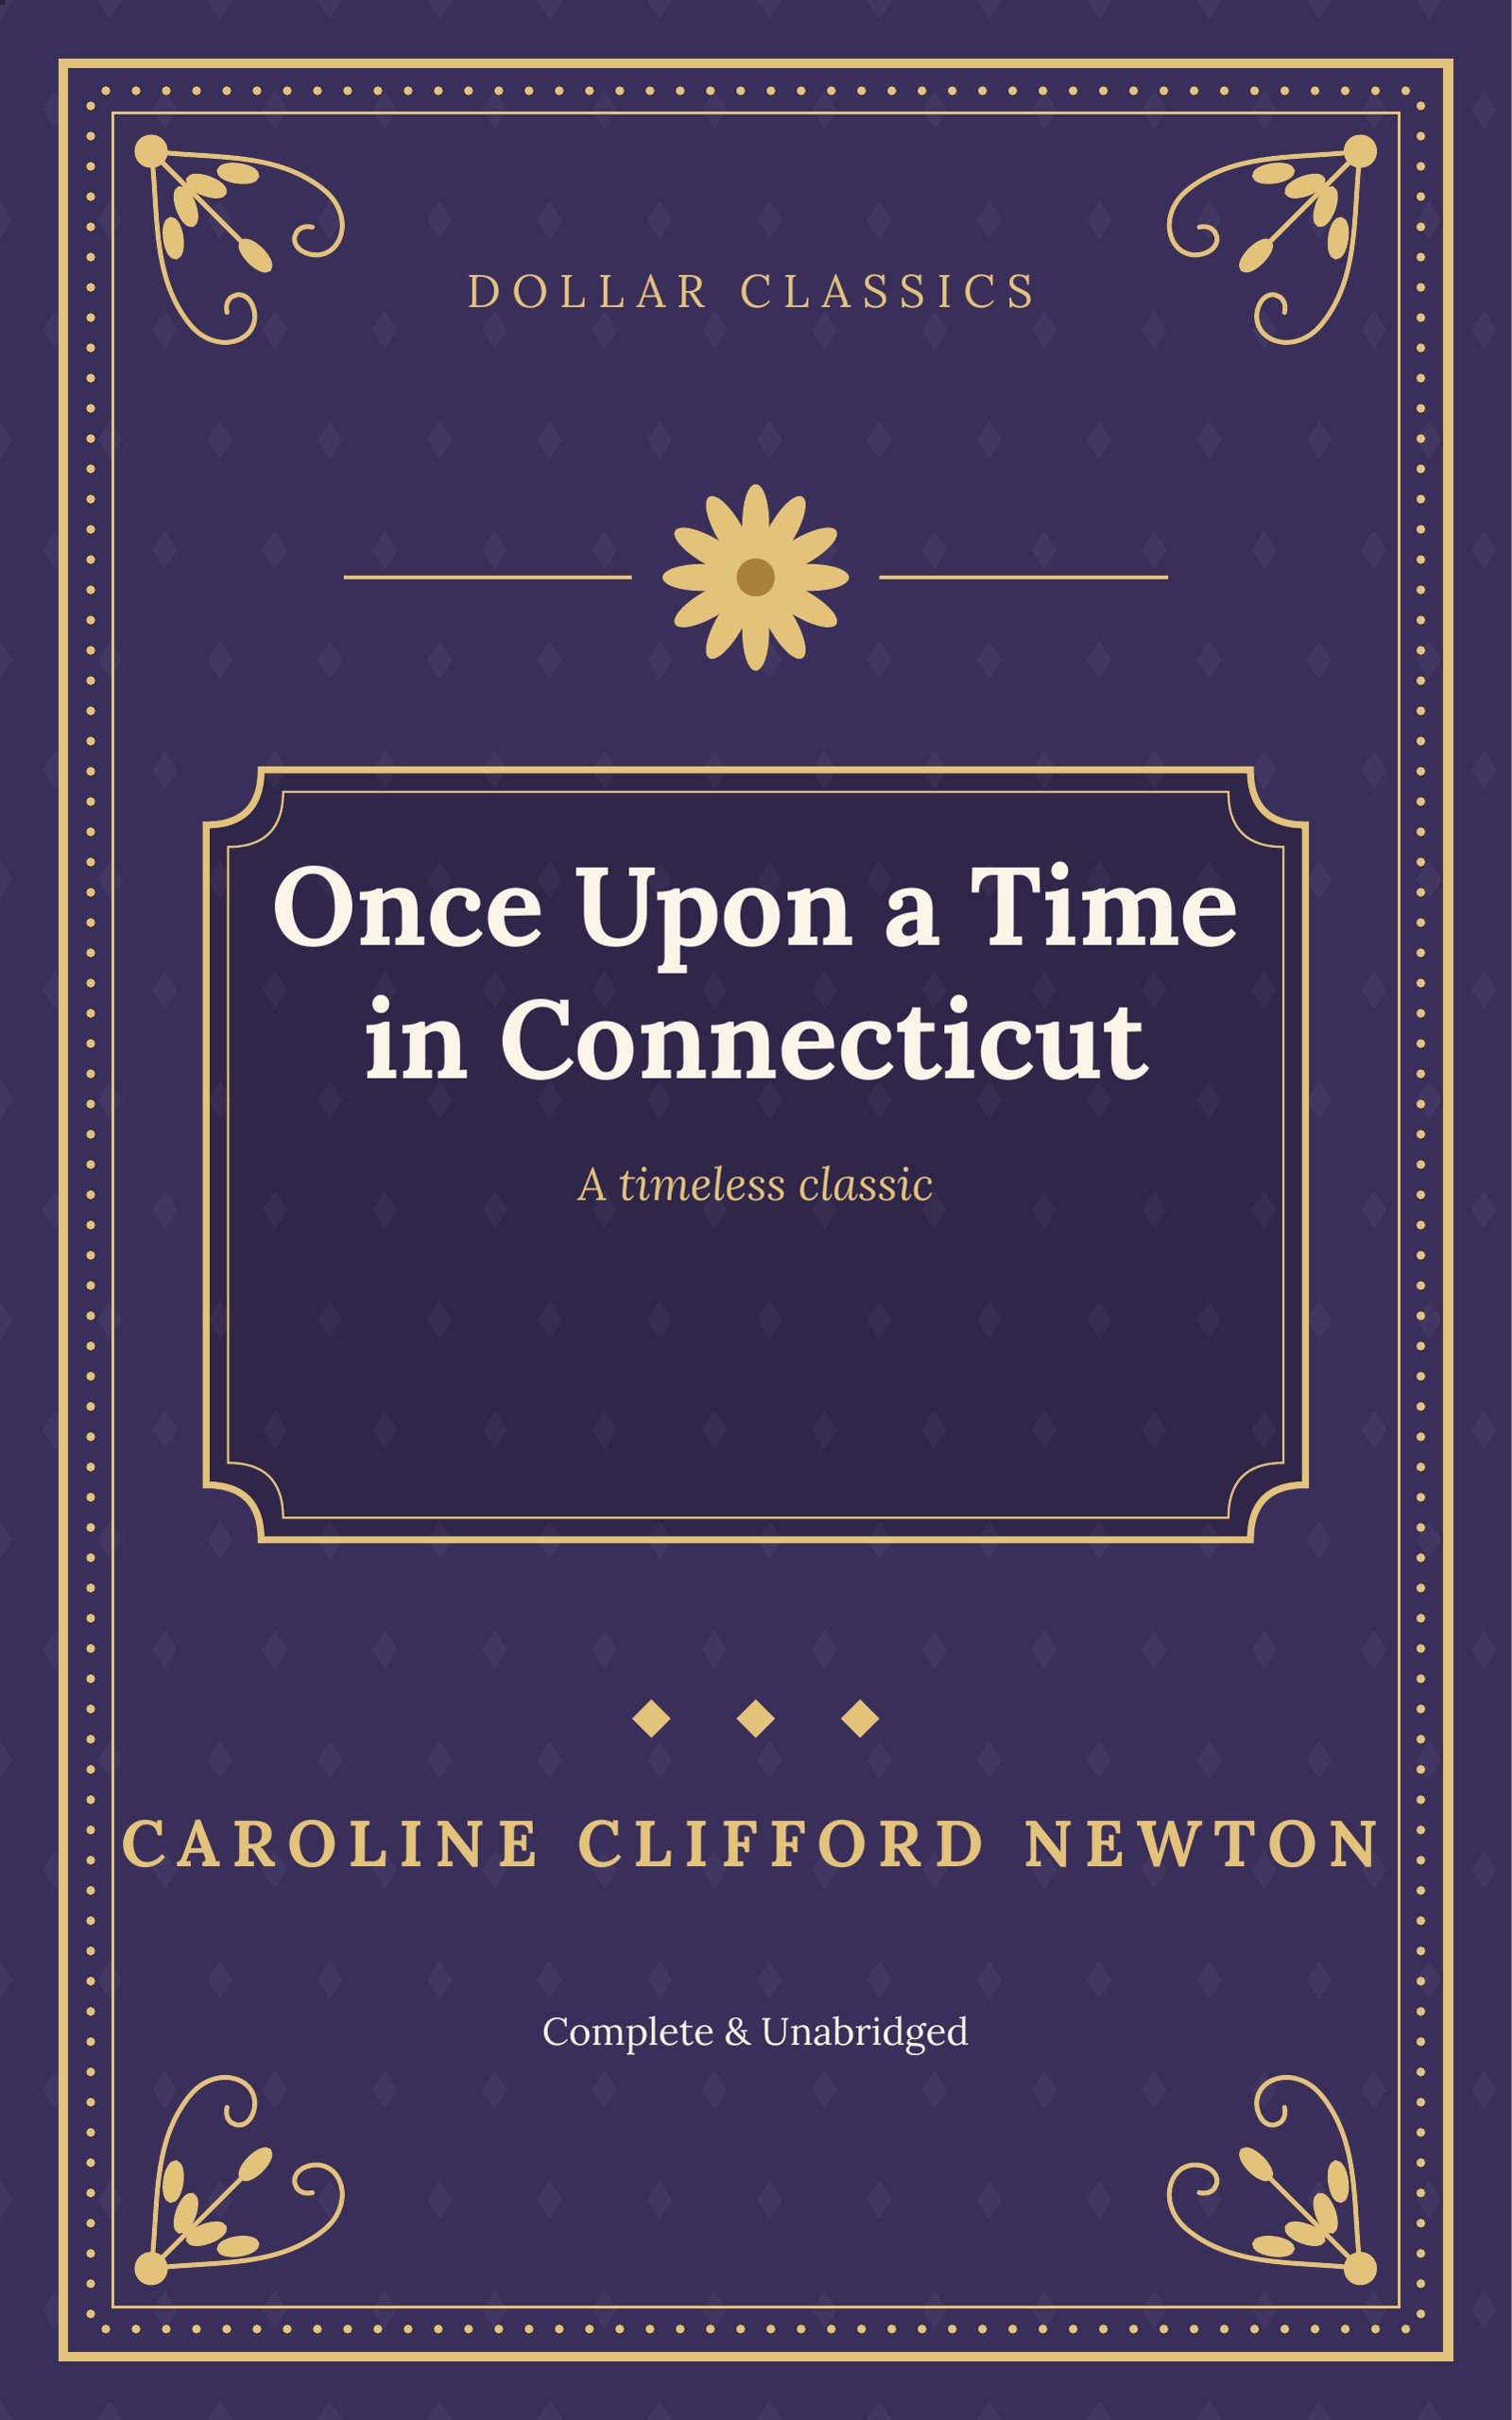 DOLLAR CLASSICS
Once Upon a Time
in Connecticut
A timeless classic
CAROLINE CLIFFORD NEWTON
Complete & Unabridged